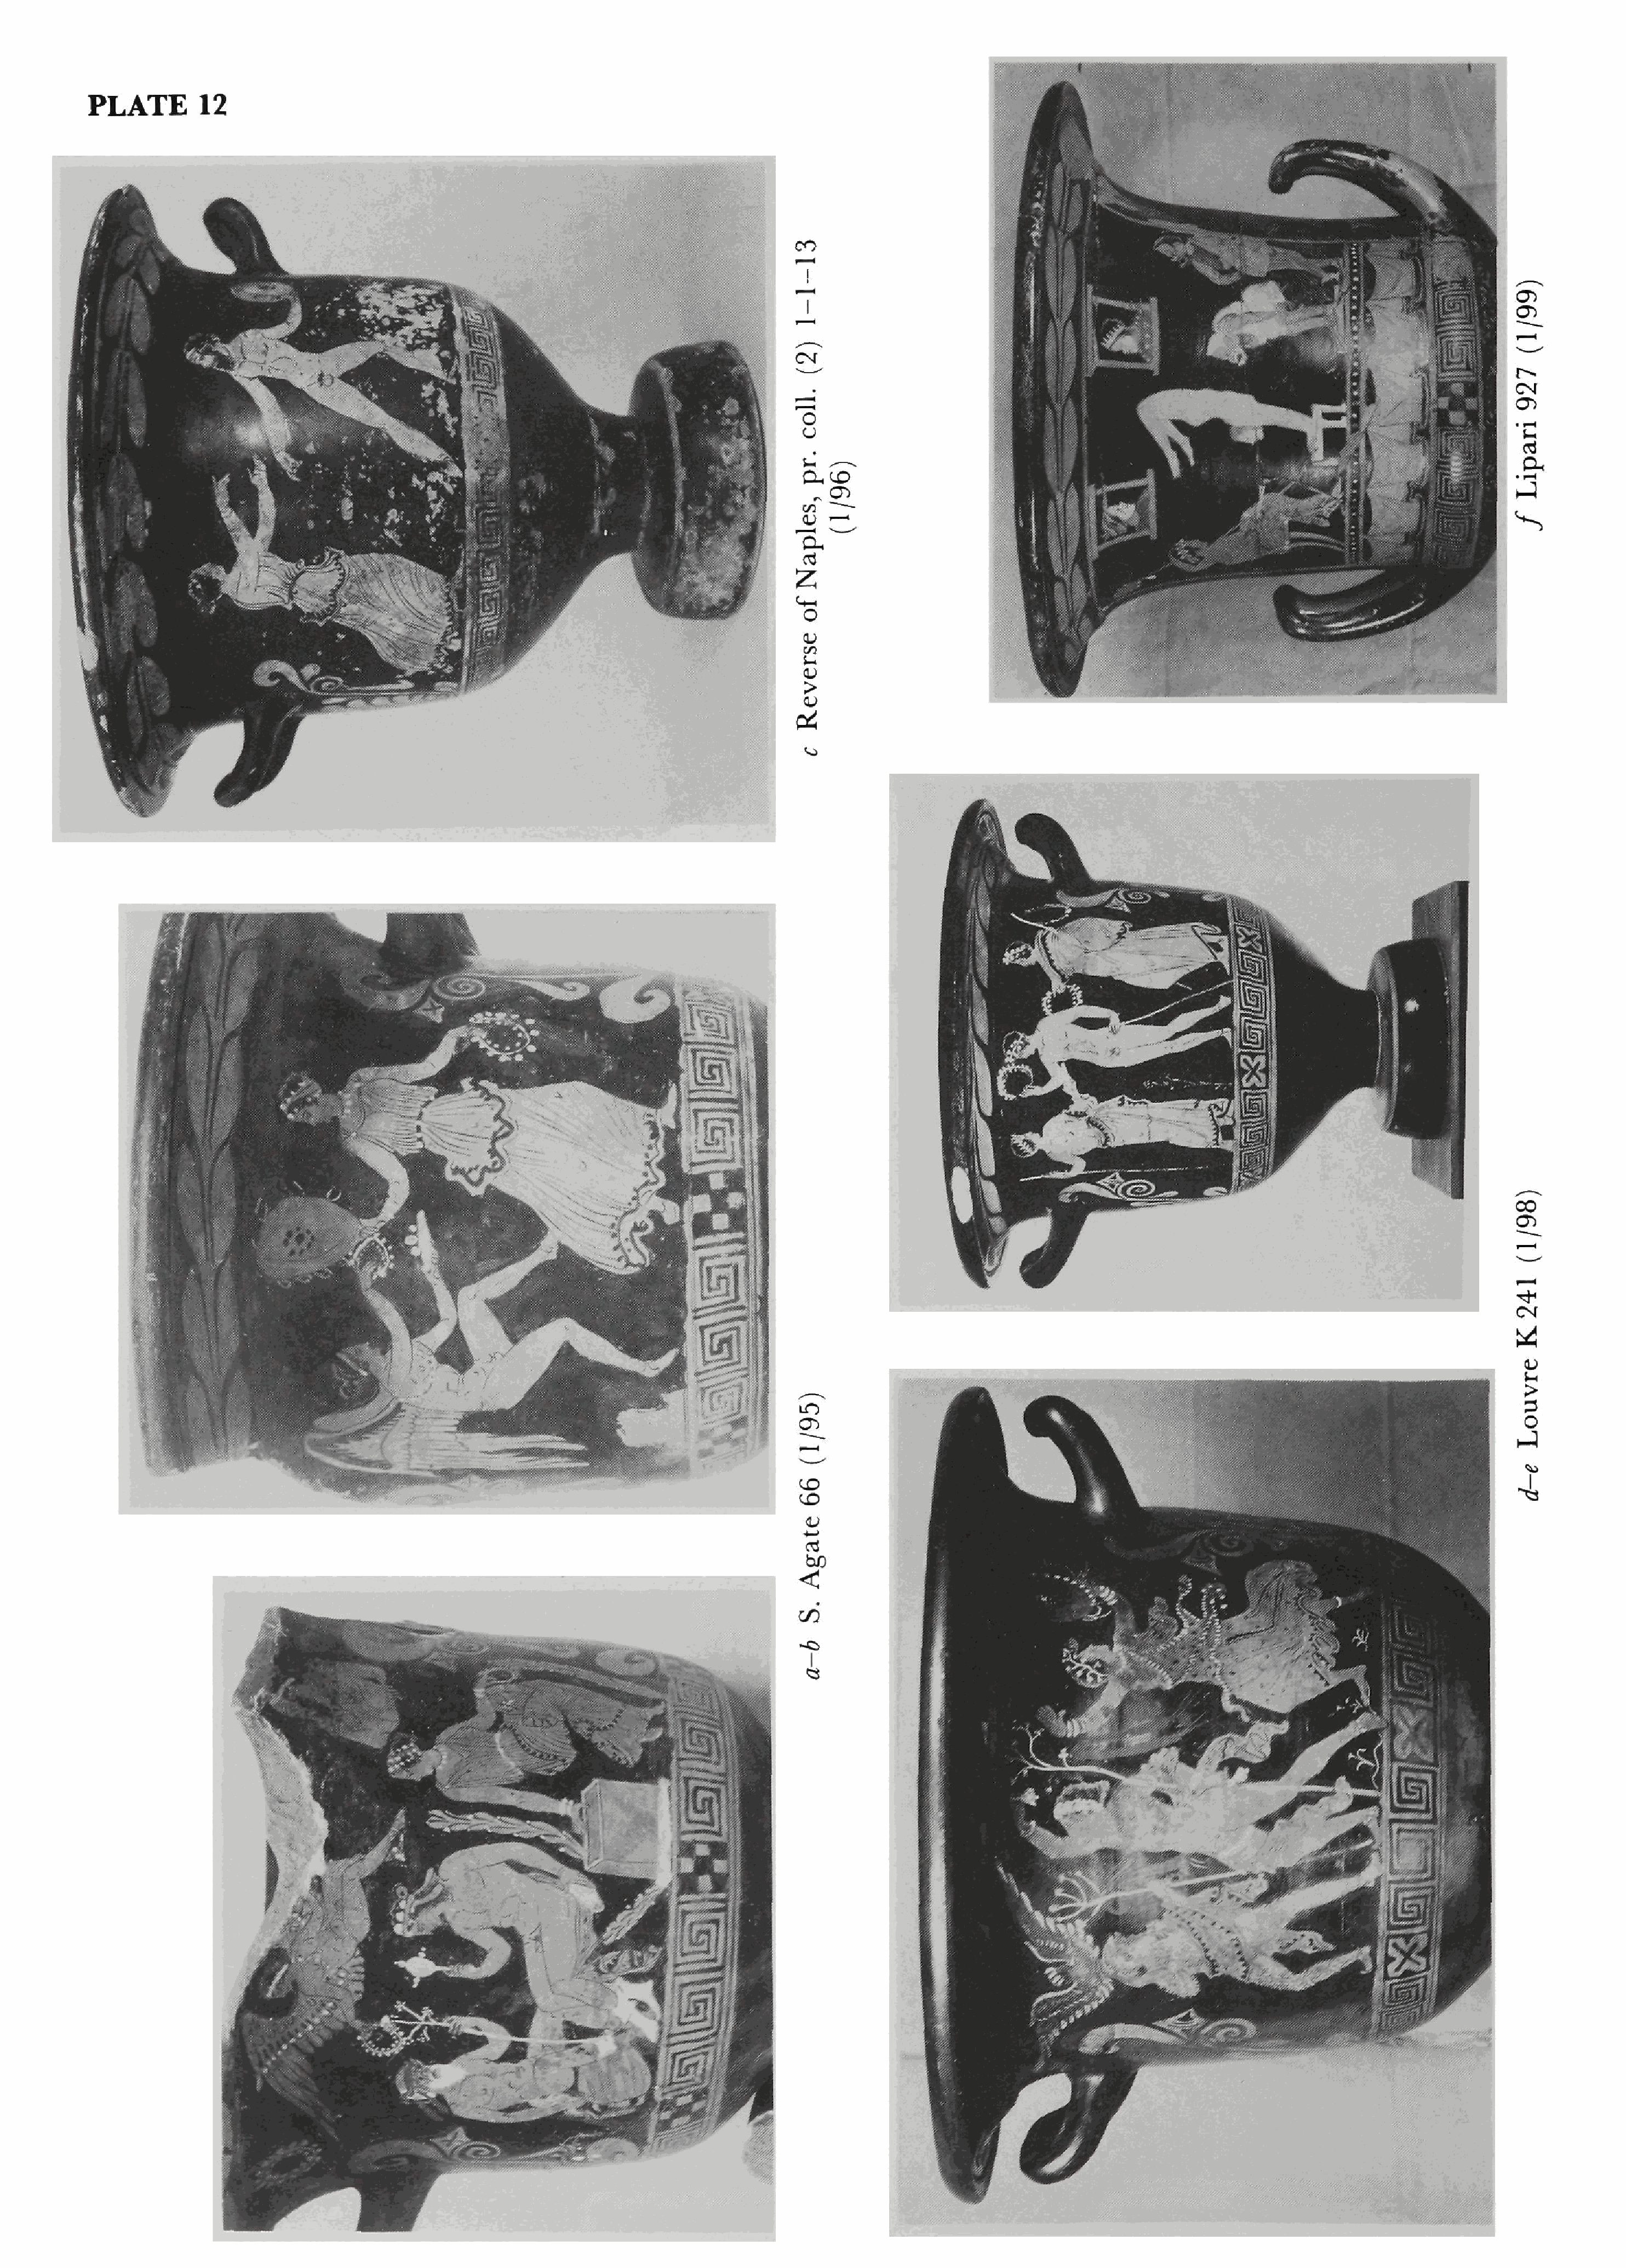 PLATE 12
a–b S. Agate 66 (1/95)
c Reverse of Naples, pr. coll. (2) 1–1–13
(1/96)
d–e Louvre K 241 (1/98)
f Lipari 927 (1/99)